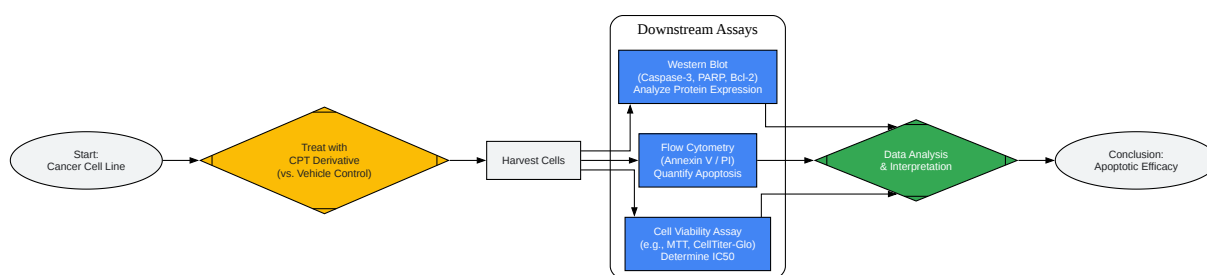 Start:
Cancer Cell Line
Treat with
CPT Derivative
(vs. Vehicle Control)
Harvest Cells
Downstream Assays
Western Blot
(Caspase-3, PARP, Bcl-2)
Analyze Protein Expression
Flow Cytometry
(Annexin V / PI)
Quantify Apoptosis
Cell Viability Assay
(e.g., MTT, CellTiter-Glo)
Determine IC50
Data Analysis
& Interpretation
Conclusion:
Apoptotic Efficacy